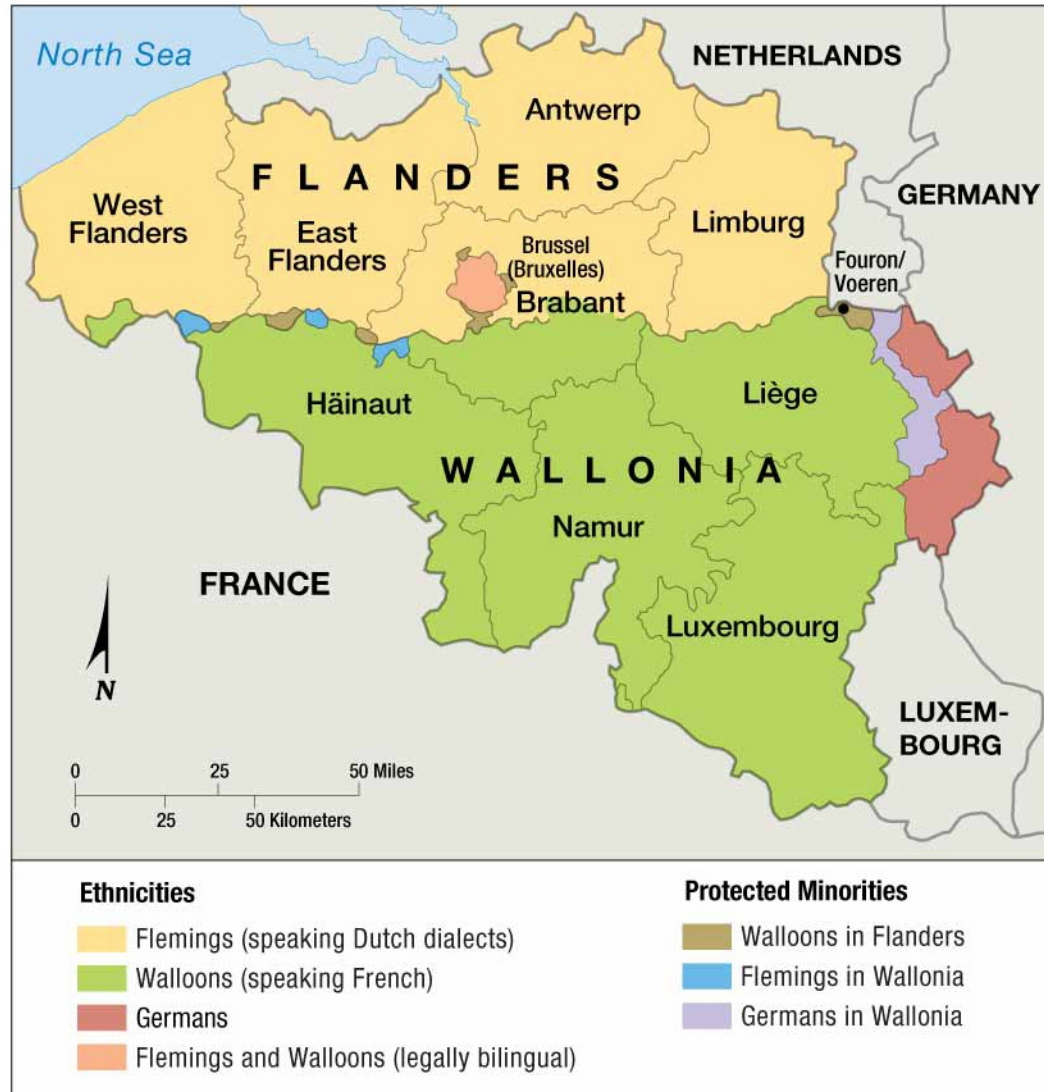 North Sea
NETHERLANDS
Antwerp
FLANDERS
GERMANY
West
Flanders
East
Flanders
Limburg
Brussel
(Bruxelles)
Brabant
Fouron/
Voeren
Häinaut
Liège
WALLONIA
Namur
FRANCE
Luxembourg
N
LUXEM-
BOURG
0 25 50 Miles
0 25 50 Kilometers
Ethnicities
Flemings (speaking Dutch dialects)
Walloons (speaking French)
Germans
Flemings and Walloons (legally bilingual)
Protected Minorities
Walloons in Flanders
Flemings in Wallonia
Germans in Wallonia